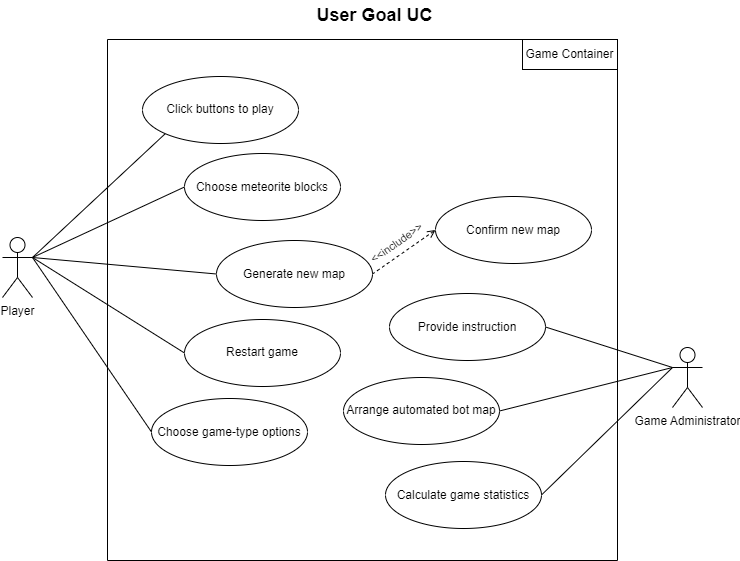 User Goal UC
Game Container
Click buttons to play
Choose meteorite blocks
Confirm new map
<<include>>
Generate new map
Player
Provide instruction
Restart game
Arrange automated bot map
Game Administrator
Choose game-type options
Calculate game statistics